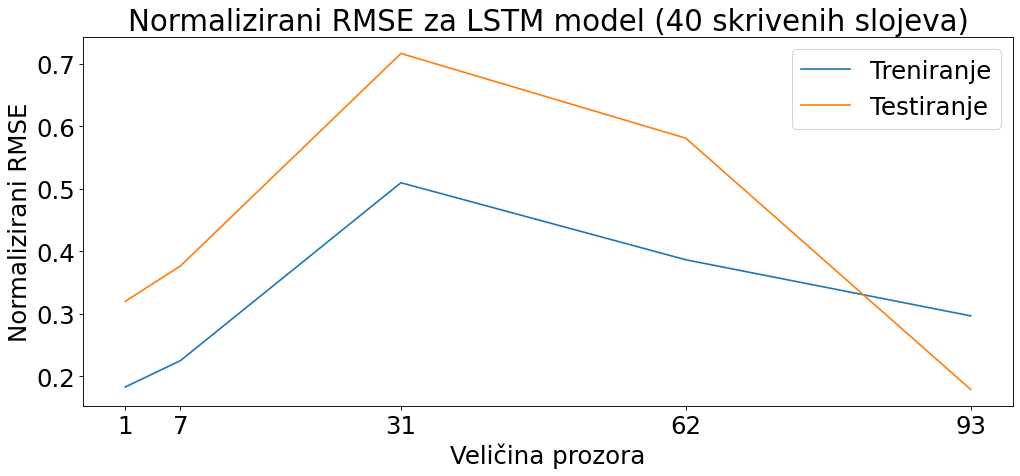 Normalizirani RMSE za LSTM model (40 skrivenih slojeva)
Normalizirani RMSE
0.7
0.6
0.5
0.4
0.3
0.2
Treniranje
Testiranje
1 7 31 62 93
Veličina prozora